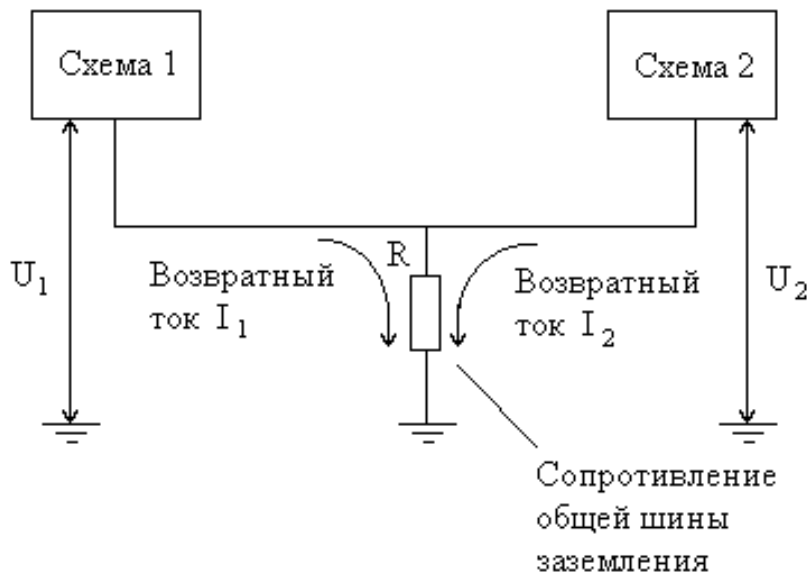 Схема 1
Схема 2
U₁
Возвратный
ток I₁
R
Возвратный
ток I₂
U₂
Сопротивление
общей шины
заземления